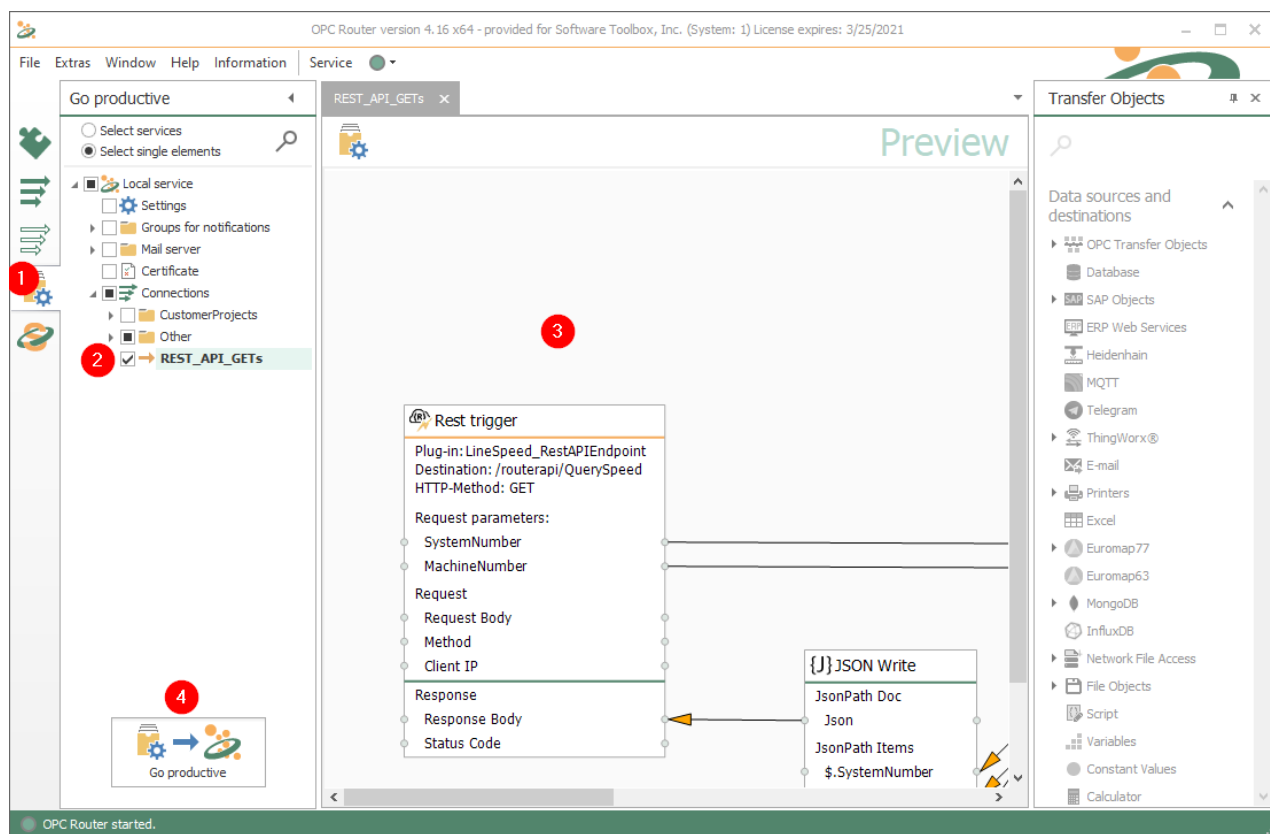 OPC Router version 4.16 x64 - provided for Software Toolbox, Inc. (System: 1) License expires: 3/25/2021
File Extras Window Help Information Service
Go productive
Select services
Select single elements
Local service
Settings
Groups for notifications
Mail server
Certificate
1
Connections
CustomerProjects
Other
2
REST_API_GETs
4
Go productive
REST_API_GETs
Preview
3
Rest trigger
Plug-in: LineSpeed_RestAPIEndpoint
Destination: /routerapi/QuerySpeed
HTTP-Method: GET
Request parameters:
SystemNumber
MachineNumber
Request
Request Body
Method
Client IP
Response
Response Body
Status Code
{J} JSON Write
JsonPath Doc
Json
JsonPath Items
$.SystemNumber
Transfer Objects
Data sources and
destinations
OPC Transfer Objects
Database
SAP SAP Objects
ERP ERP Web Services
Heidenhain
MQTT
Telegram
ThingWorx®
E-mail
Printers
Excel
Euromap77
Euromap63
MongoDB
InfluxDB
Network File Access
File Objects
Script
Variables
Constant Values
Calculator
OPC Router started.